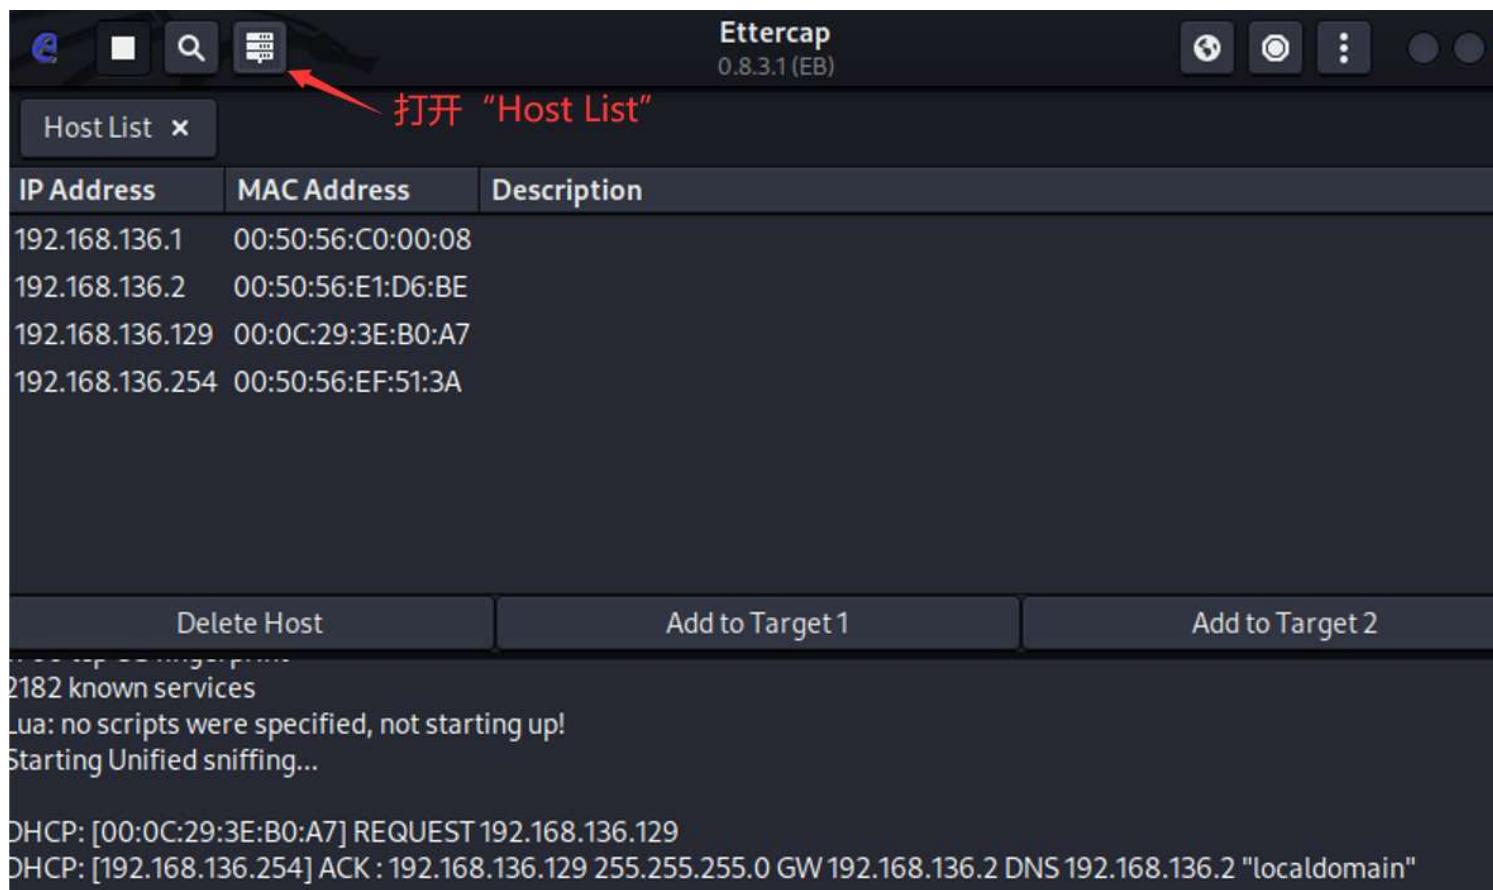 Ettercap
0.8.3.1 (EB)
打开“Host List”
Host List ×
IP Address MAC Address Description
192.168.136.1 00:50:56:C0:00:08
192.168.136.2 00:50:56:E1:D6:BE
192.168.136.129 00:0C:29:3E:B0:A7
192.168.136.254 00:50:56:EF:51:3A
Delete Host Add to Target 1 Add to Target 2
2182 known services
Lua: no scripts were specified, not starting up!
Starting Unified sniffing...
DHCP: [00:0C:29:3E:B0:A7] REQUEST 192.168.136.129
DHCP: [192.168.136.254] ACK : 192.168.136.129 255.255.255.0 GW 192.168.136.2 DNS 192.168.136.2 "localdomain"